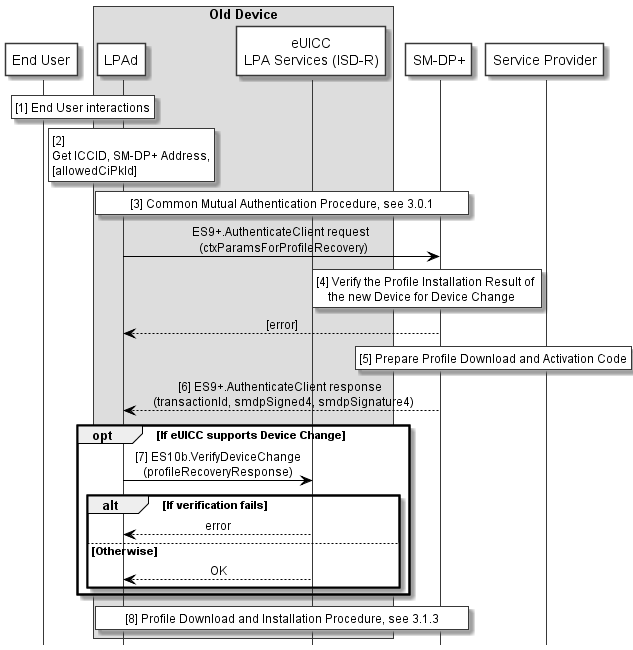 Old Device
End User
LPAd
eUICC
LPA Services (ISD-R)
SM-DP+
Service Provider
[1] End User interactions
[2]
Get ICCID, SM-DP+ Address,
[allowedCiPkId]
[3] Common Mutual Authentication Procedure, see 3.0.1
ES9+.AuthenticateClient request
(ctxParamsForProfileRecovery)
[4] Verify the Profile Installation Result of
the new Device for Device Change
[error]
[5] Prepare Profile Download and Activation Code
[6] ES9+.AuthenticateClient response
(transactionId, smdpSigned4, smdpSignature4)
opt [If eUICC supports Device Change]
[7] ES10b.VerifyDeviceChange
(profileRecoveryResponse)
alt [If verification fails]
error
[Otherwise]
OK
[8] Profile Download and Installation Procedure, see 3.1.3